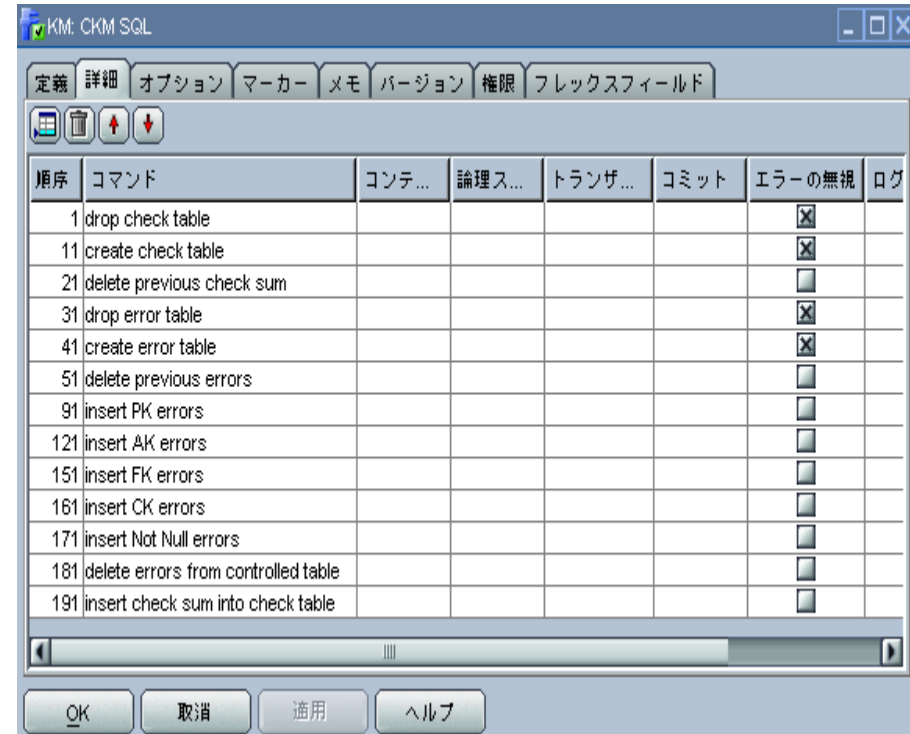 KM: CKM SQL
定義 詳細 オプション マーカー メモ バージョン 権限 フレックスフィールド
順序 コマンド コンテ... 論理ス... トランザ... コミット エラーの無視 ログ
1 drop check table
11 create check table
21 delete previous check sum
31 drop error table
41 create error table
51 delete previous errors
91 insert PK errors
121 insert AK errors
151 insert FK errors
161 insert CK errors
171 insert Not Null errors
181 delete errors from controlled table
191 insert check sum into check table
OK 取消 適用 ヘルプ